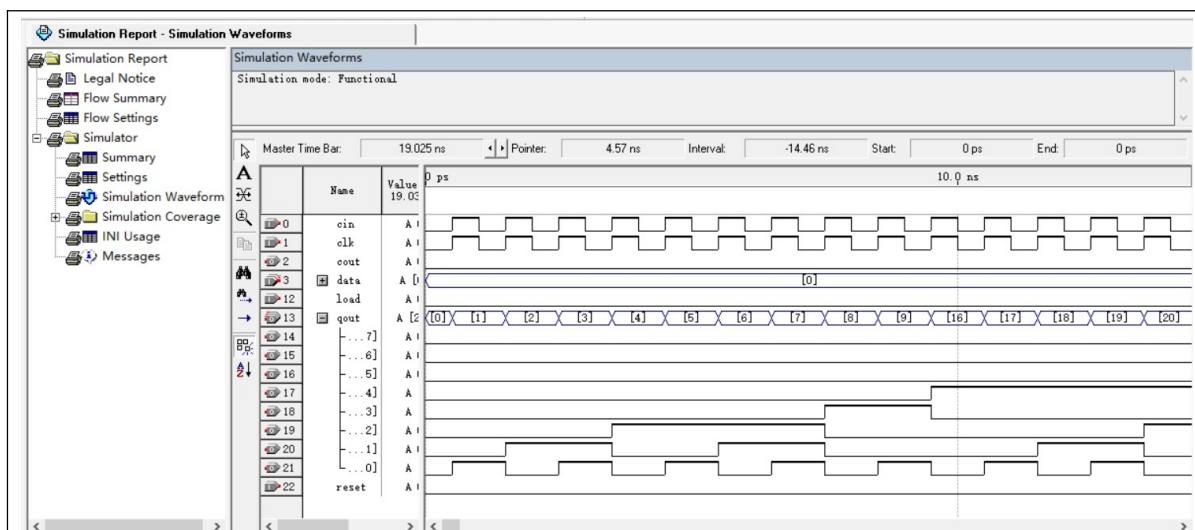 Simulation Report - Simulation Waveforms
Simulation Report
Legal Notice
Flow Summary
Flow Settings
Simulator
Summary
Settings
Simulation Waveform
Simulation Coverage
INI Usage
Messages
Simulation Waveforms
Simulation mode: Functional
Master Time Bar: 19.025 ns Pointer: 4.57 ns Interval: -14.46 ns Start: 0 ps End: 0 ps
Name Value 0 ps 10.0 ns
19.03
0 cin A
1 clk A
2 cout A
3 data A [ [0]
12 load A
13 qout A [2 [0] [1] [2] [3] [4] [5] [6] [7] [8] [9] [16] [17] [18] [19] [20]
14 ...7] A
15 ...6] A
16 ...5] A
17 ...4] A
18 ...3] A
19 ...2] A
20 ...1] A
21 ...0] A
22 reset A